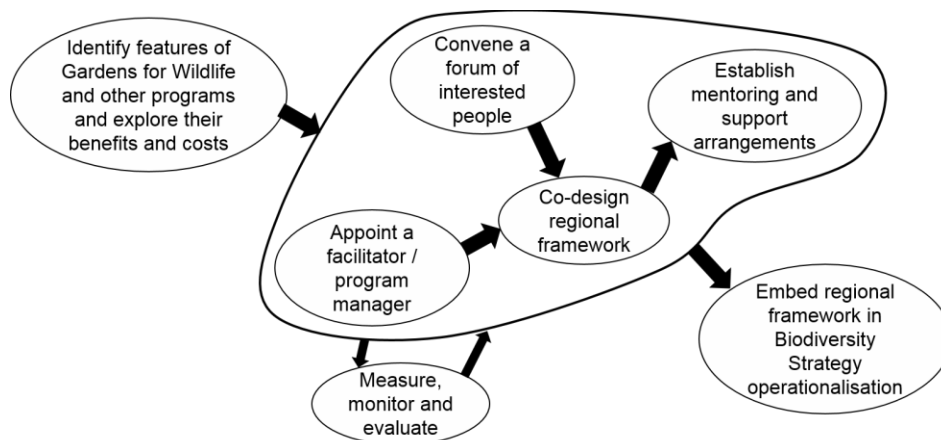 Identify features of
Gardens for Wildlife
and other programs
and explore their
benefits and costs
Convene a
forum of
interested
people
Establish
mentoring and
support
arrangements
Co-design
regional
framework
Appoint a
facilitator /
program
manager
Embed regional
framework in
Biodiversity
Strategy
operationalisation
Measure,
monitor and
evaluate